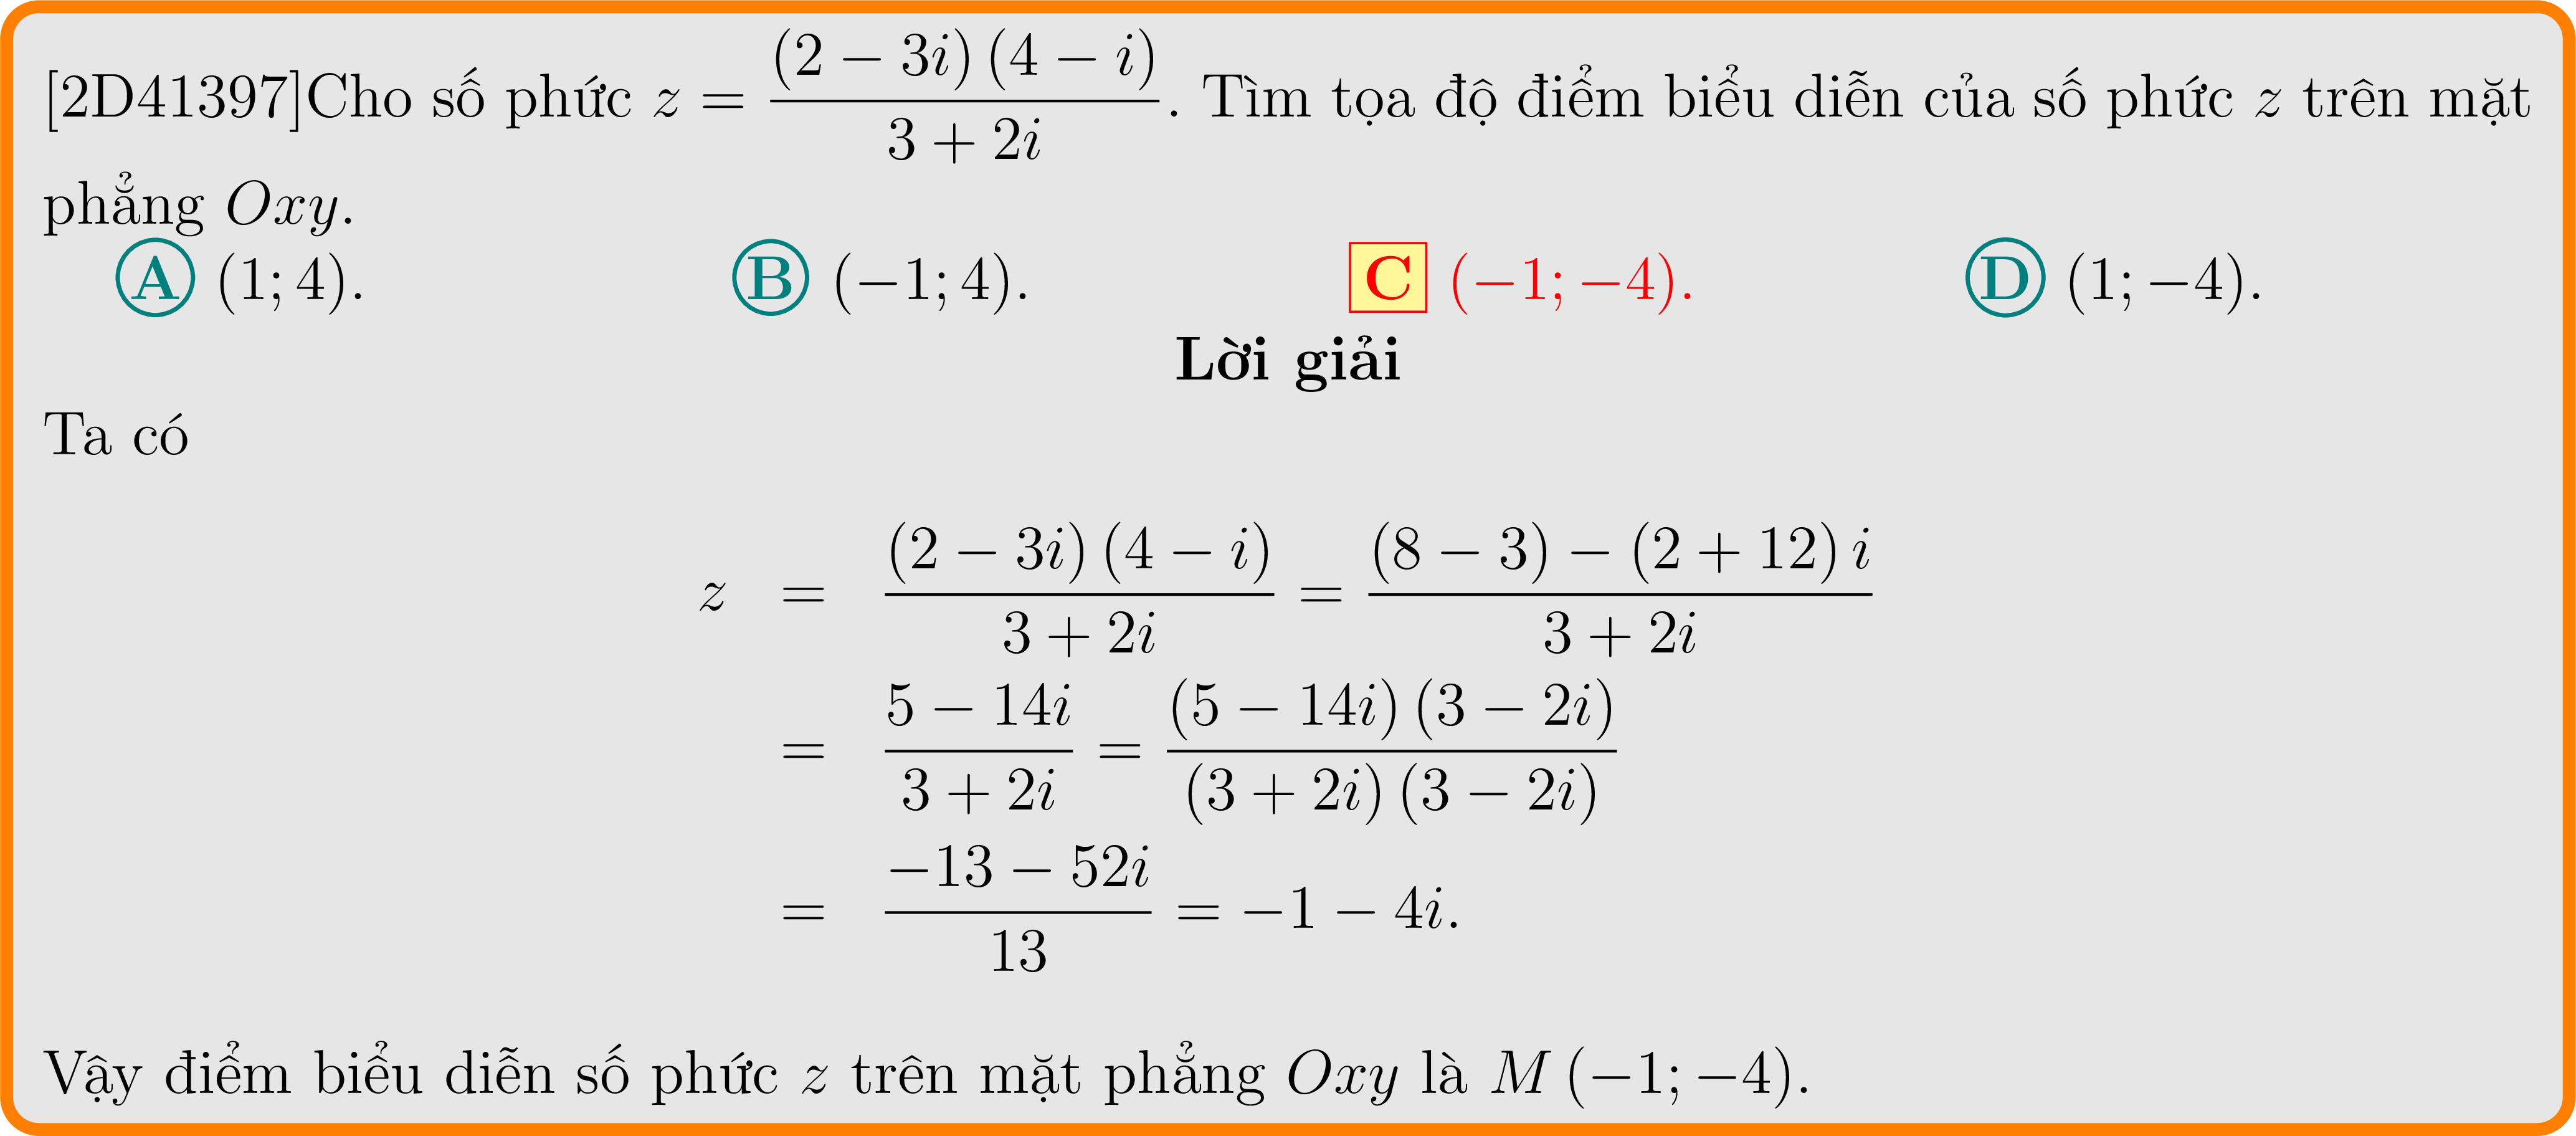 [2D41397]Cho số phức z = \frac{(2 − 3i) (4 − i)}{3 + 2i}. Tìm tọa độ điểm biểu diễn của số phức z trên mặt
phẳng Oxy.
A (1; 4). B (−1; 4). C (−1; −4). D (1; −4).
Lời giải
Ta có
z = \frac{(2 − 3i) (4 − i)}{3 + 2i} = \frac{(8 − 3) − (2 + 12) i}{3 + 2i}
= \frac{5 − 14i}{3 + 2i} = \frac{(5 − 14i) (3 − 2i)}{(3 + 2i) (3 − 2i)}
= \frac{−13 − 52i}{13} = −1 − 4i.
Vậy điểm biểu diễn số phức z trên mặt phẳng Oxy là M (−1; −4).